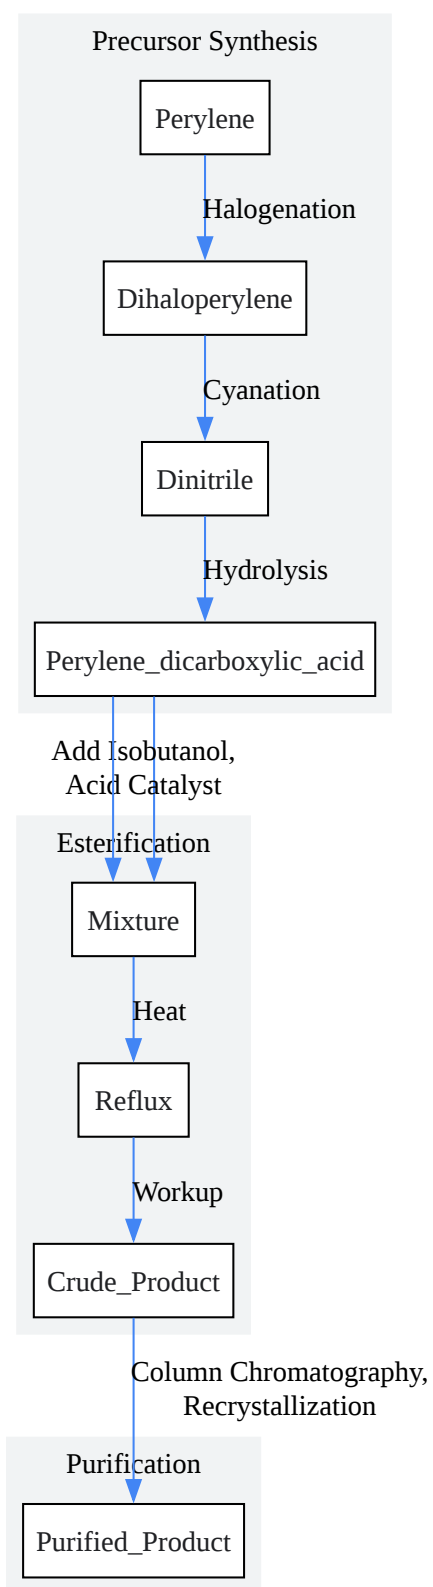 Precursor Synthesis
Perylene
Halogenation
Dihaloperylene
Cyanation
Dinitrile
Hydrolysis
Perylene_dicarboxylic_acid
Add Isobutanol,
Acid Catalyst
Esterification
Mixture
Heat
Reflux
Workup
Crude_Product
Column Chromatography,
Recrystallization
Purification
Purified_Product